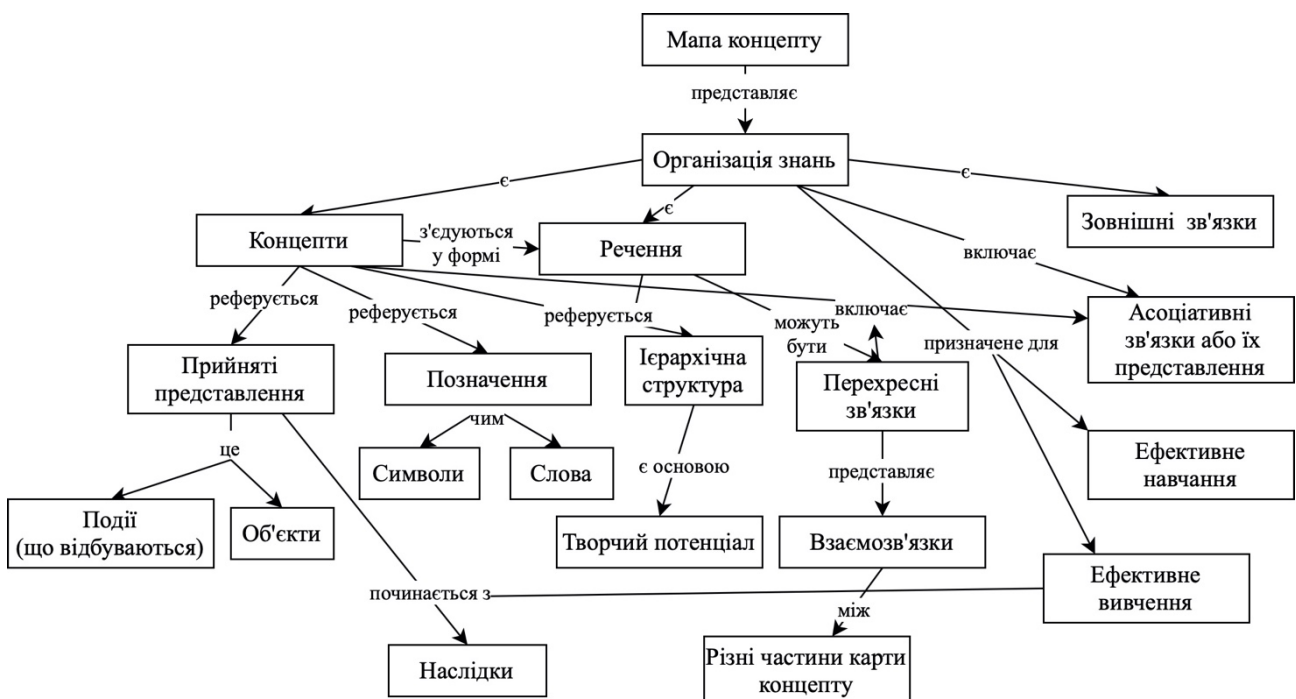 Мапа концепту
представляє
Організація знань
є
є
є
Зовнішні зв'язки
Концепти
з'єдуються
у формі
Речення
включає
реферується
реферується
реферується
включає
можуть
бути
призначене для
Асоціативні
зв'язки або їх
представлення
Прийняті
представлення
Позначення
Ієрархічна
структура
Перехресні
зв'язки
чим
це
Символи
Слова
є основою
представляє
Ефективне
навчання
Події
(що відбуваються)
Об'єкти
Творчий потенціал
Взаємозв'язки
Ефективне
вивчення
починається з
між
Наслідки
Різні частини карти
концепту